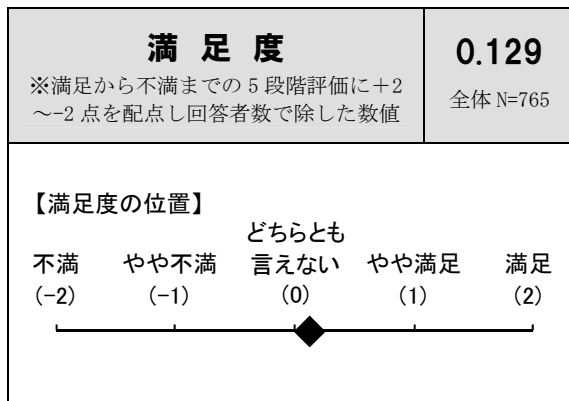 満足度
※満足から不満までの5段階評価に＋2
～-2点を配点し回答者数で除した数値
0.129
全体 N=765
【満足度の位置】
どちらとも
不満 やや不満 言えない やや満足 満足
(-2) (-1) (0) (1) (2)